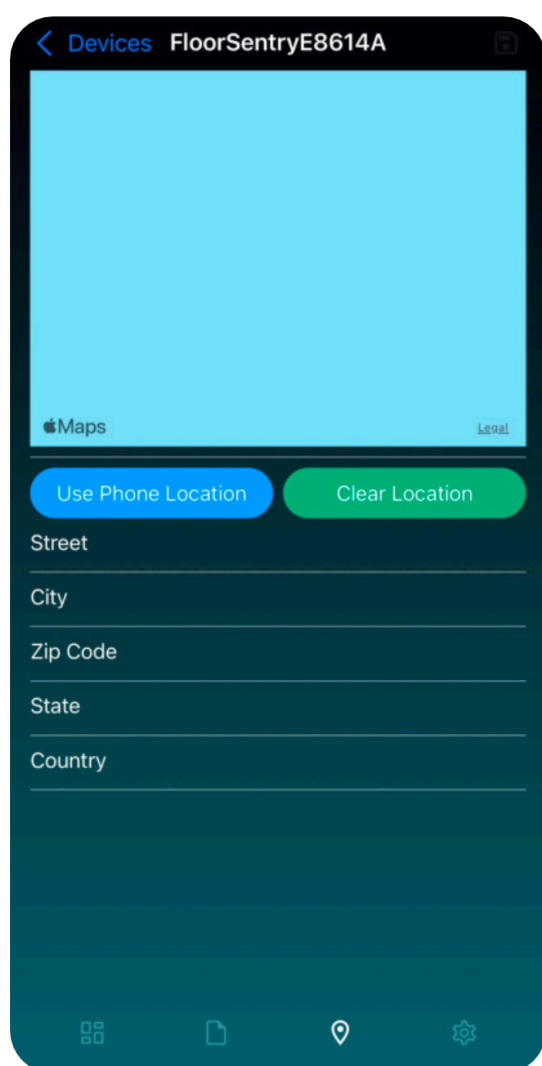 Devices FloorSentryE8614A
Maps Legal
Use Phone Location Clear Location
Street
City
Zip Code
State
Country